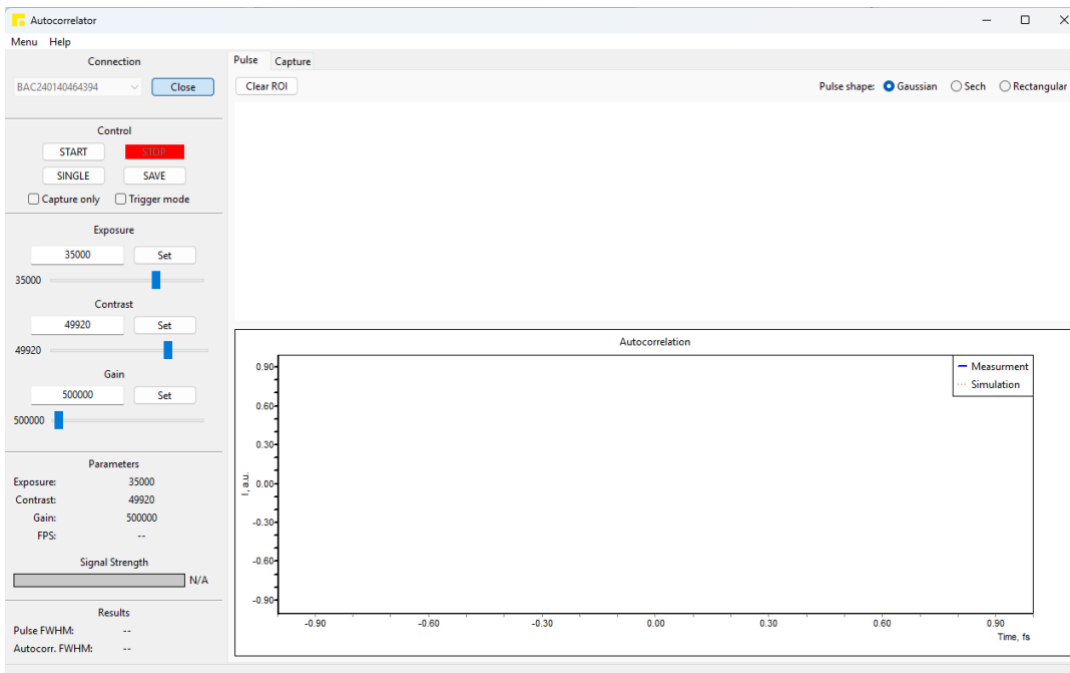 Autocorrelator
Menu Help
Connection
BAC240140464394 Close
Control
START STOP
SINGLE SAVE
Capture only Trigger mode
Exposure
35000 Set
35000
Contrast
49920 Set
49920
Gain
500000 Set
500000
Parameters
Exposure: 35000
Contrast: 49920
Gain: 500000
FPS: --
Signal Strength
N/A
Results
Pulse FWHM: --
Autocorr. FWHM: --
Pulse Capture
Clear ROI Pulse shape: Gaussian Sech Rectangular
Autocorrelation
Measurment
Simulation
I, a.u.
0.90
0.60
0.30
0.00
-0.30
-0.60
-0.90
-0.90 -0.60 -0.30 0.00 0.30 0.60 0.90
Time, fs